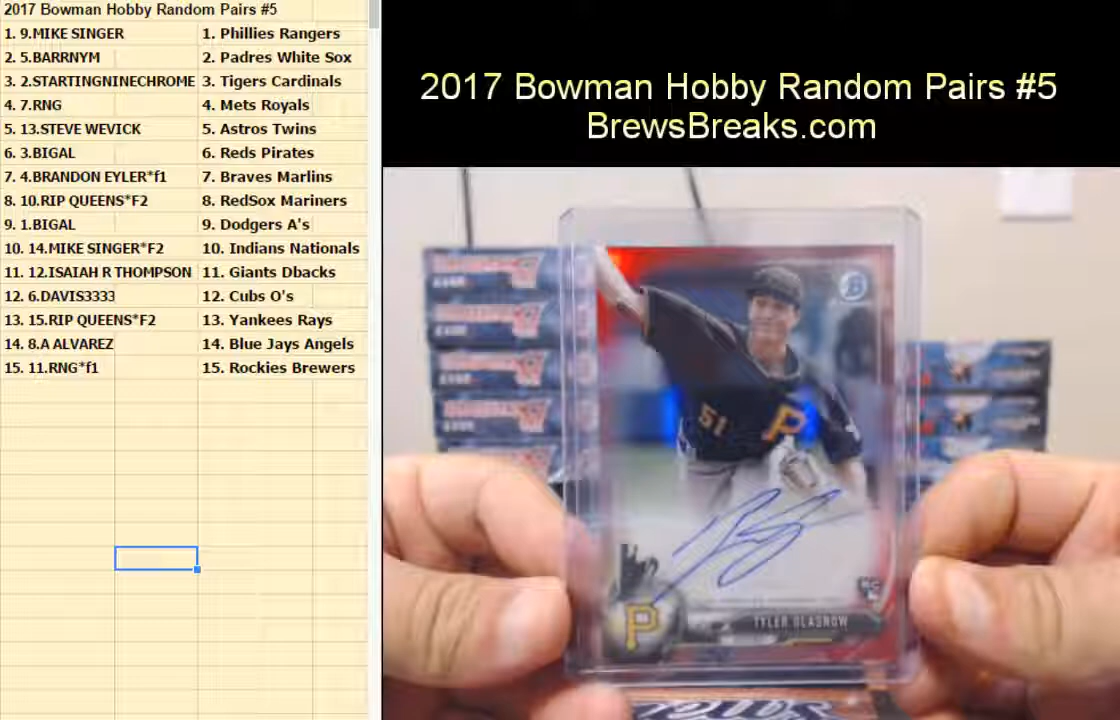 2017 Bowman Hobby Random Pairs #5
1. 9.MIKE SINGER 1. Phillies Rangers
2. 5.BARRNYM 2. Padres White Sox
3. 2.STARTINGNINECHROME 3. Tigers Cardinals
4. 7.RNG 4. Mets Royals
5. 13.STEVE WEVICK 5. Astros Twins
6. 3.BIGAL 6. Reds Pirates
7. 4.BRANDON EYLER*f1 7. Braves Marlins
8. 10.RIP QUEENS*F2 8. RedSox Mariners
9. 1.BIGAL 9. Dodgers A's
10. 14.MIKE SINGER*F2 10. Indians Nationals
11. 12.ISAIAH R THOMPSON 11. Giants Dbacks
12. 6.DAVIS3333 12. Cubs O's
13. 15.RIP QUEENS*F2 13. Yankees Rays
14. 8.A ALVAREZ 14. Blue Jays Angels
15. 11.RNG*f1 15. Rockies Brewers
2017 Bowman Hobby Random Pairs #5
BrewsBreaks.com
B
51
P
RC
P
TYLER GLASNOW